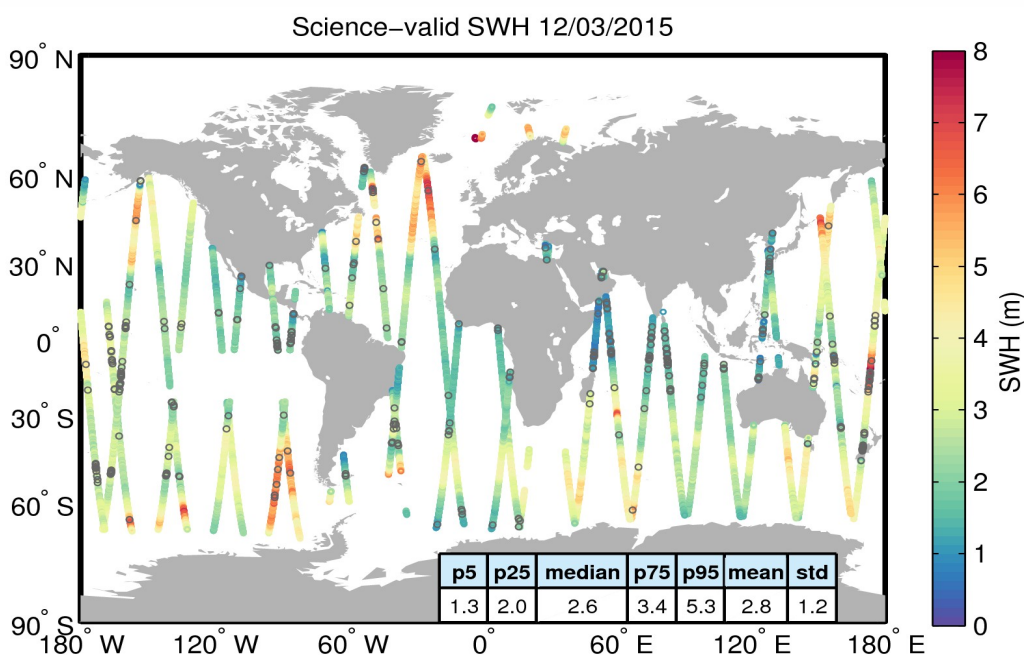 Science−valid SWH 12/03/2015
90° N
60° N
30° N
0°
30° S
60° S
90° S
180° W
120° W
60° W
0°
60° E
120° E
180° E
p5 p25 median p75 p95 mean std
1.3 2.0 2.6 3.4 5.3 2.8 1.2
8
7
6
5
4
3
2
1
0
SWH (m)